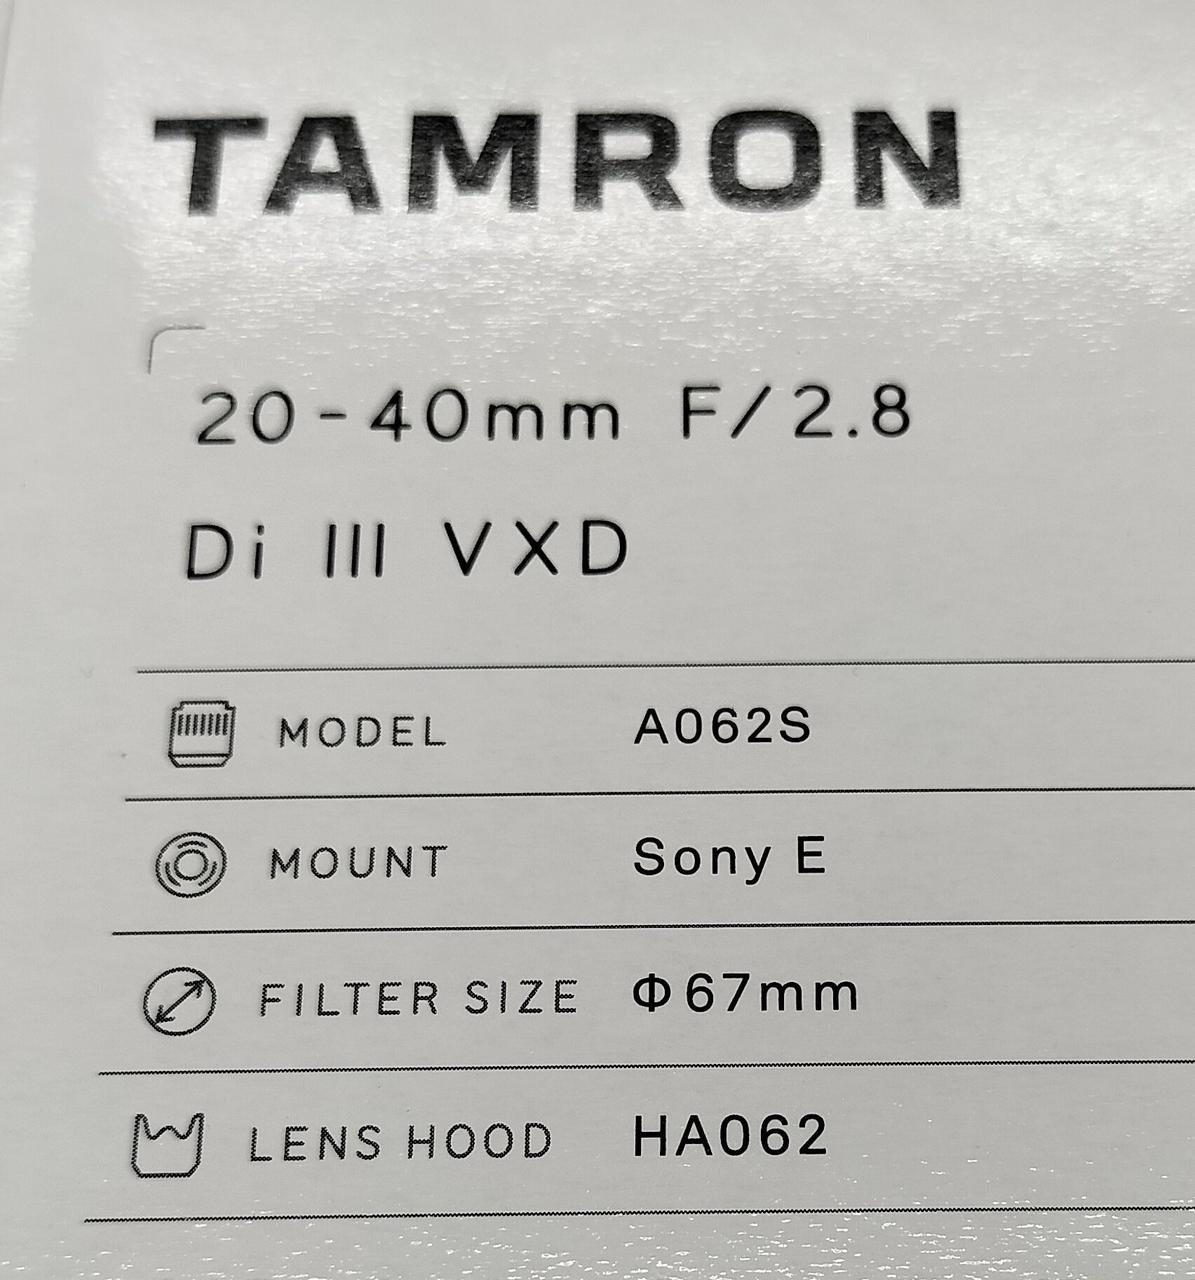 TAMRON
20-40mm F/2.8
Di III VXD
MODEL A062S
MOUNT Sony E
FILTER SIZE Φ67mm
LENS HOOD HA062